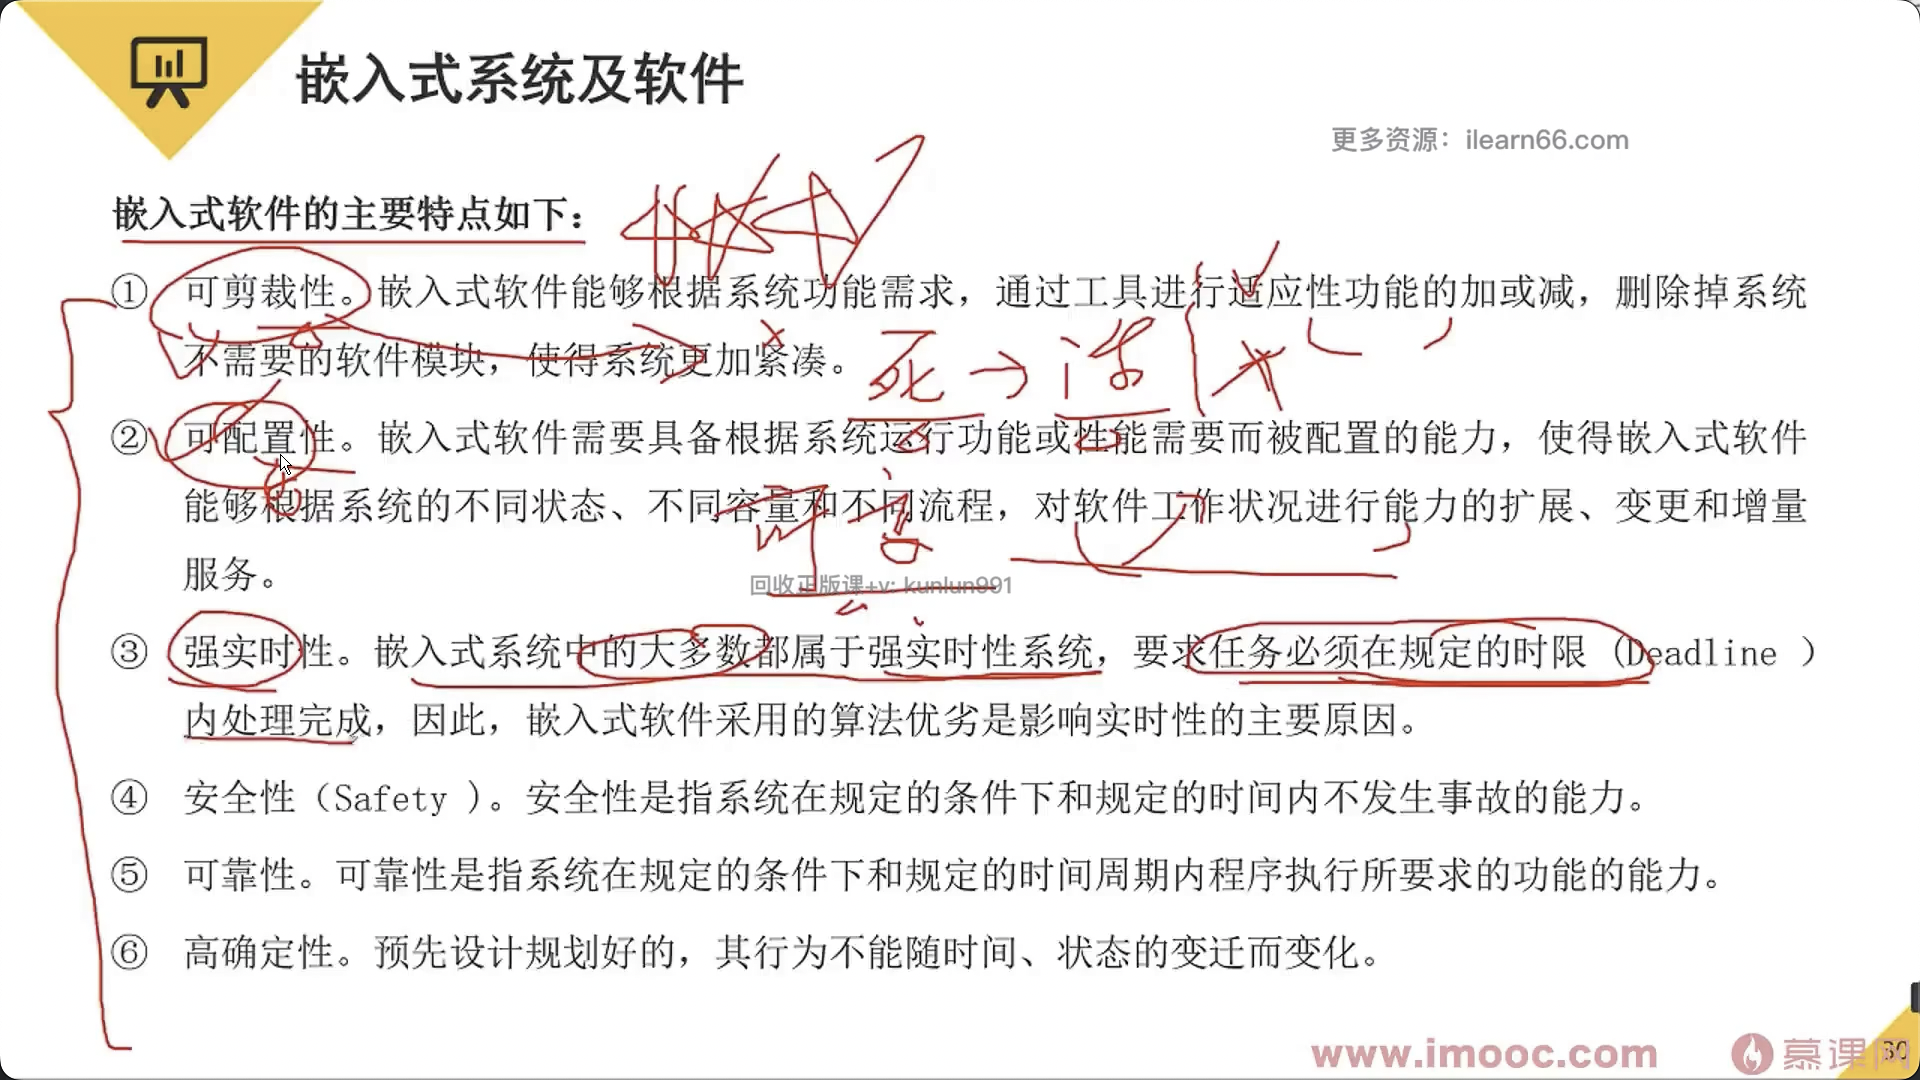 嵌入式系统及软件
更多资源：ilearn66.com
嵌入式软件的主要特点如下：
① 可剪裁性。嵌入式软件能够根据系统功能需求，通过工具进行适应性功能的加或减，删除掉系统
不需要的软件模块，使得系统更加紧凑。
死→活
② 可配置性。嵌入式软件需要具备根据系统运行功能或性能需要而被配置的能力，使得嵌入式软件
能够根据系统的不同状态、不同容量和不同流程，对软件工作状况进行能力的扩展、变更和增量
服务。
回收正版课+v: kunlun991
③ 强实时性。嵌入式系统中的大多数都属于强实时性系统，要求任务必须在规定的时限（Deadline ）
内处理完成，因此，嵌入式软件采用的算法优劣是影响实时性的主要原因。
④ 安全性（Safety ）。安全性是指系统在规定的条件下和规定的时间内不发生事故的能力。
⑤ 可靠性。可靠性是指系统在规定的条件下和规定的时间周期内程序执行所要求的功能的能力。
⑥ 高确定性。预先设计规划好的，其行为不能随时间、状态的变迁而变化。
www.imooc.com
慕课网
30